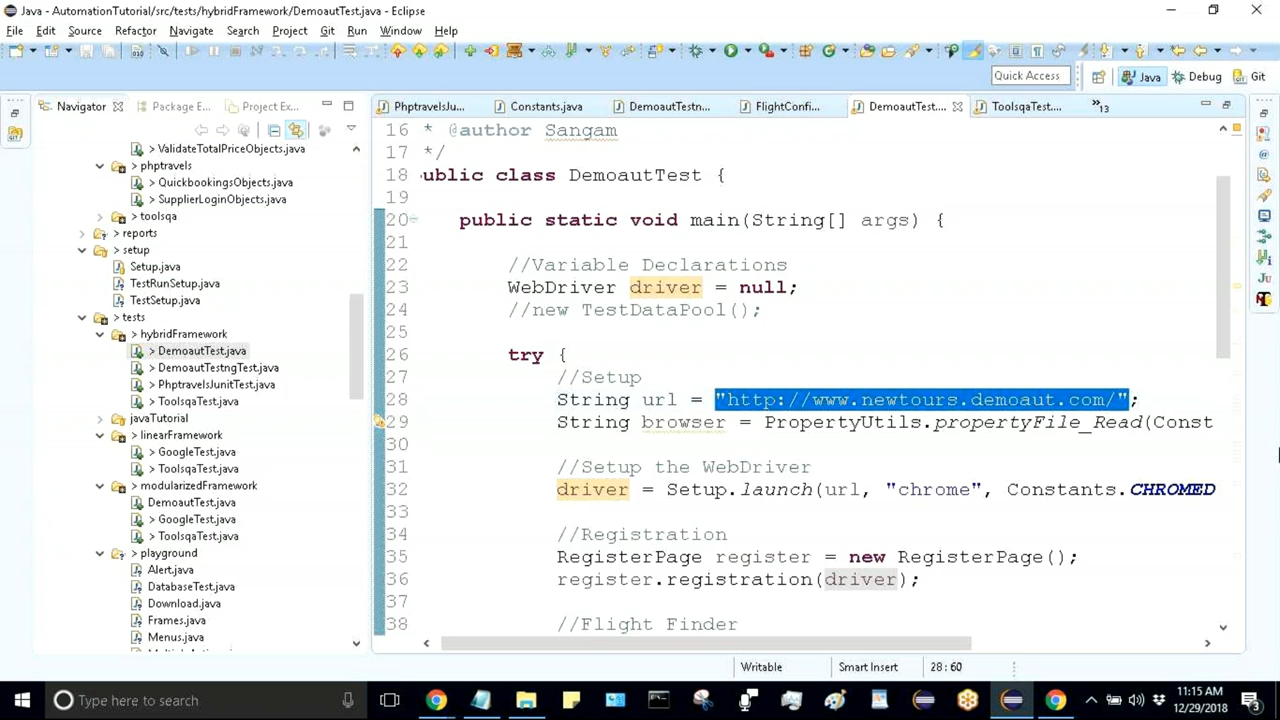 Java - AutomationTutorial/src/tests/hybridFramework/DemoautTest.java - Eclipse
File Edit Source Refactor Navigate Search Project Git Run Window Help
Quick Access Java Debug Git
Navigator Package E... Project Ex...
PhptravelsJu... Constants.java DemoautTestn... FlightConfi... DemoautTest.... ToolsqaTest.... »13
ValidateTotalPriceObjects.java
> phptravels
> QuickbookingsObjects.java
> SupplierLoginObjects.java
> toolsqa
> reports
> setup
Setup.java
TestRunSetup.java
TestSetup.java
> tests
> hybridFramework
> DemoautTest.java
> DemoautTestngTest.java
> PhptravelsJunitTest.java
> ToolsqaTest.java
javaTutorial
> linearFramework
> GoogleTest.java
> ToolsqaTest.java
> modularizedFramework
DemoautTest.java
> GoogleTest.java
> ToolsqaTest.java
> playground
Alert.java
DatabaseTest.java
Download.java
Frames.java
Menus.java
16 * @author Sangam
17 */
18 ublic class DemoautTest {
19
20 public static void main(String[] args) {
21
22 //Variable Declarations
23 WebDriver driver = null;
24 //new TestDataPool();
25
26 try {
27 //Setup
28 String url = "http://www.newtours.demoaut.com/";
29 String browser = PropertyUtils.propertyFile_Read(Const
30
31 //Setup the WebDriver
32 driver = Setup.launch(url, "chrome", Constants.CHROMED
33
34 //Registration
35 RegisterPage register = new RegisterPage();
36 register.registration(driver);
37
38 //Flight Finder
Writable Smart Insert 28 : 60
Type here to search
11:15 AM
12/29/2018
3